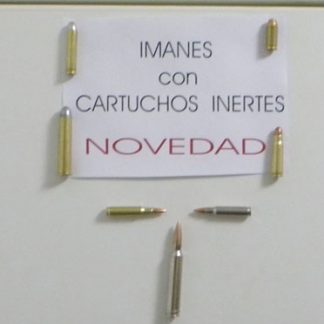 IMANES
con
CARTUCHOS INERTES
NOVEDAD